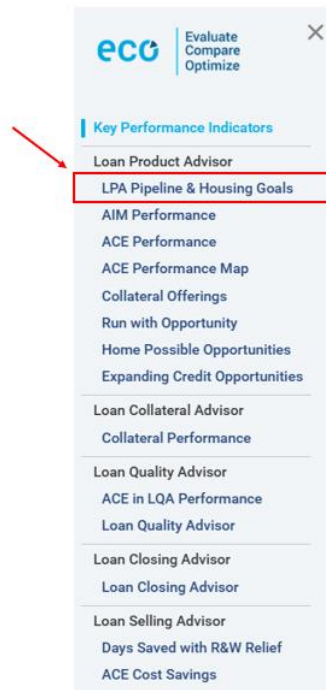 eco
Evaluate
Compare
Optimize
Key Performance Indicators
Loan Product Advisor
LPA Pipeline & Housing Goals
AIM Performance
ACE Performance
ACE Performance Map
Collateral Offerings
Run with Opportunity
Home Possible Opportunities
Expanding Credit Opportunities
Loan Collateral Advisor
Collateral Performance
Loan Quality Advisor
ACE in LQA Performance
Loan Quality Advisor
Loan Closing Advisor
Loan Closing Advisor
Loan Selling Advisor
Days Saved with R&W Relief
ACE Cost Savings